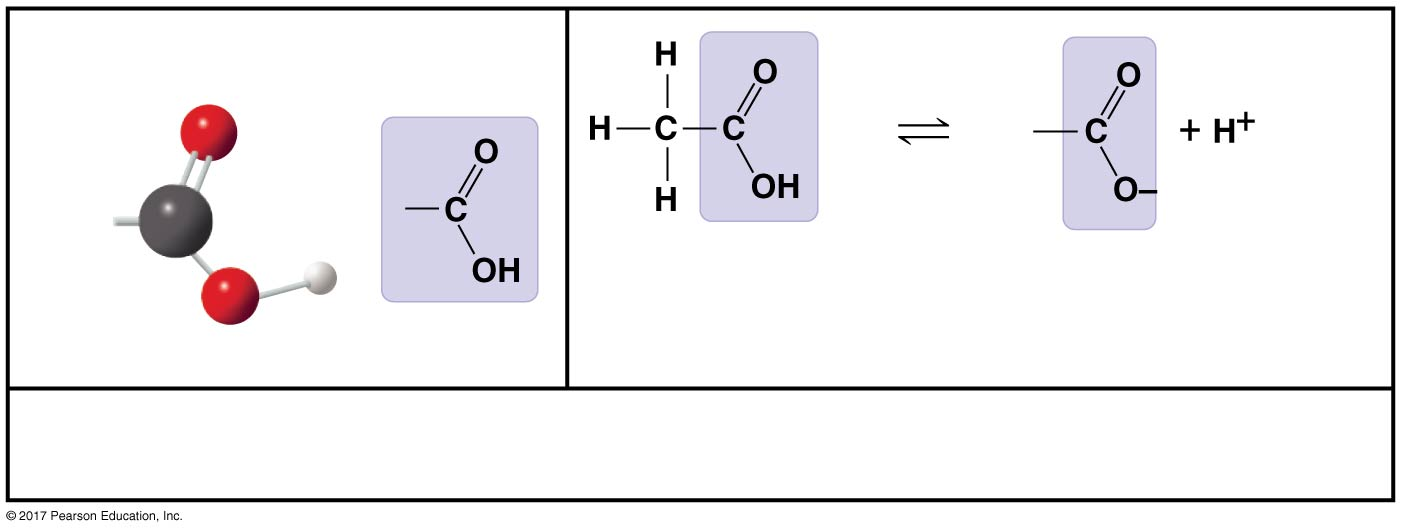 O
C
OH
H
O
H C C
OH
H
O
C + H+
O–
© 2017 Pearson Education, Inc.